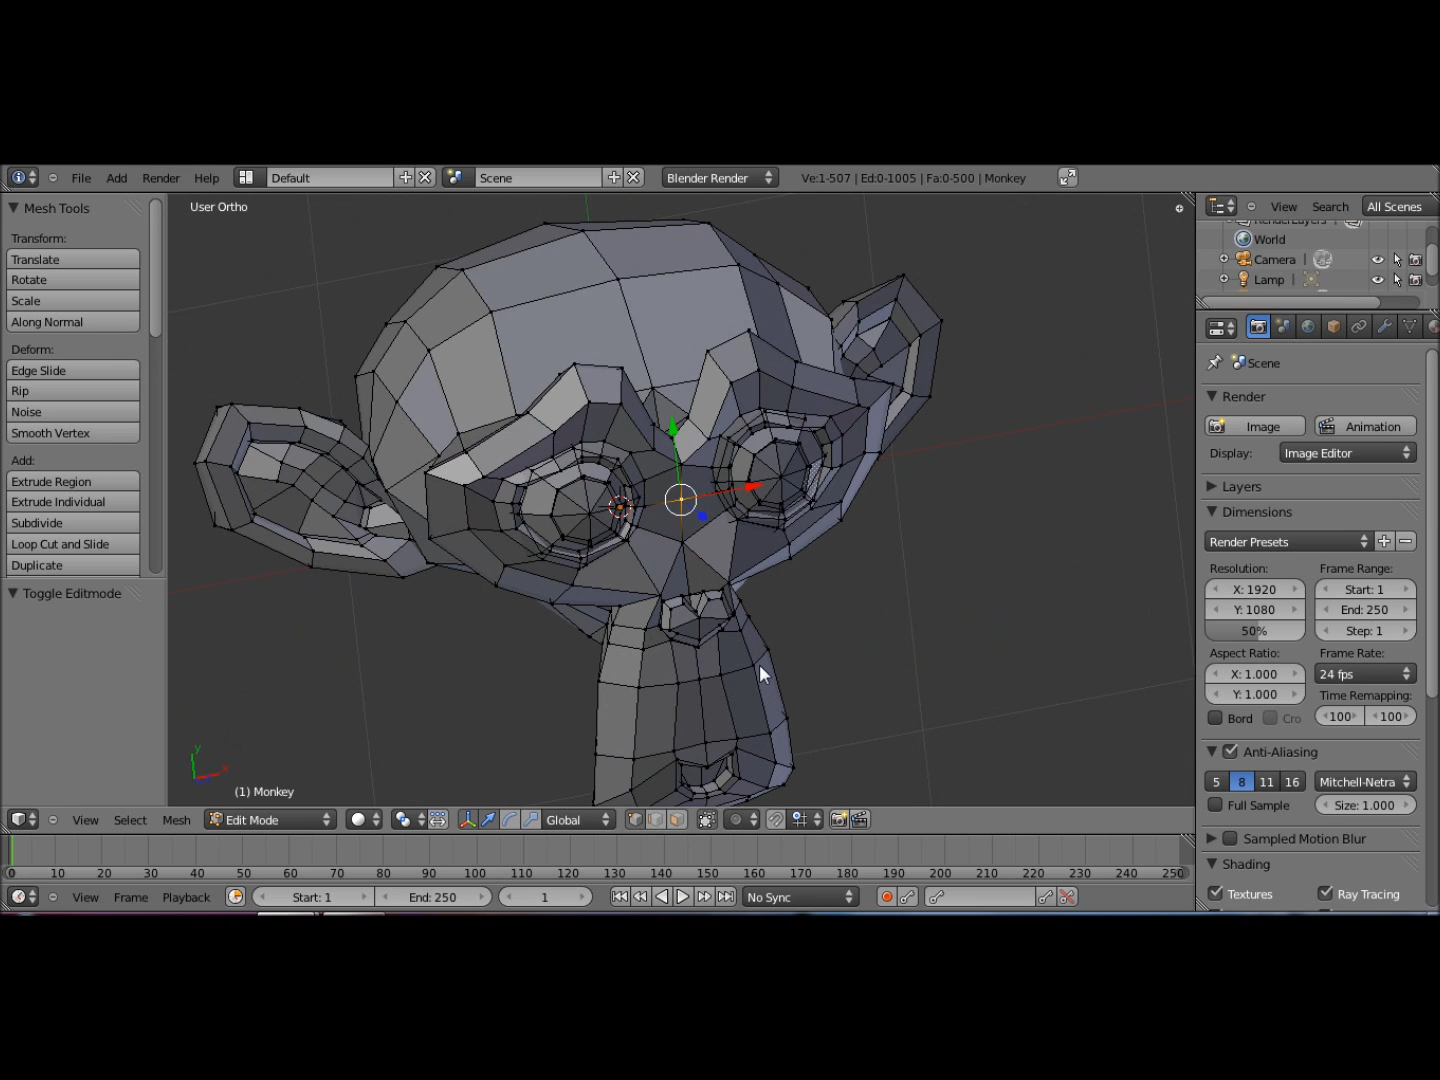 File Add Render Help Default Scene Blender Render Ve:1-507 | Ed:0-1005 | Fa:0-500 | Monkey
Mesh Tools
Transform:
Translate
Rotate
Scale
Along Normal
Deform:
Edge Slide
Rip
Noise
Smooth Vertex
Add:
Extrude Region
Extrude Individual
Subdivide
Loop Cut and Slide
Duplicate
Toggle Editmode
User Ortho
y
x
(1) Monkey
View Select Mesh Edit Mode Global
View Search All Scenes
RenderLayers |
World
Camera |
Lamp |
Scene
Render
Image Animation
Display: Image Editor
Layers
Dimensions
Render Presets
Resolution: Frame Range:
X: 1920 Start: 1
Y: 1080 End: 250
50% Step: 1
Aspect Ratio: Frame Rate:
X: 1.000 24 fps
Y: 1.000 Time Remapping:
Bord Cro 100 100
Anti-Aliasing
5 8 11 16 Mitchell-Netra
Full Sample Size: 1.000
Sampled Motion Blur
Shading
Textures Ray Tracing
0 10 20 30 40 50 60 70 80 90 100 110 120 130 140 150 160 170 180 190 200 210 220 230 240 250
View Frame Playback Start: 1 End: 250 1 No Sync